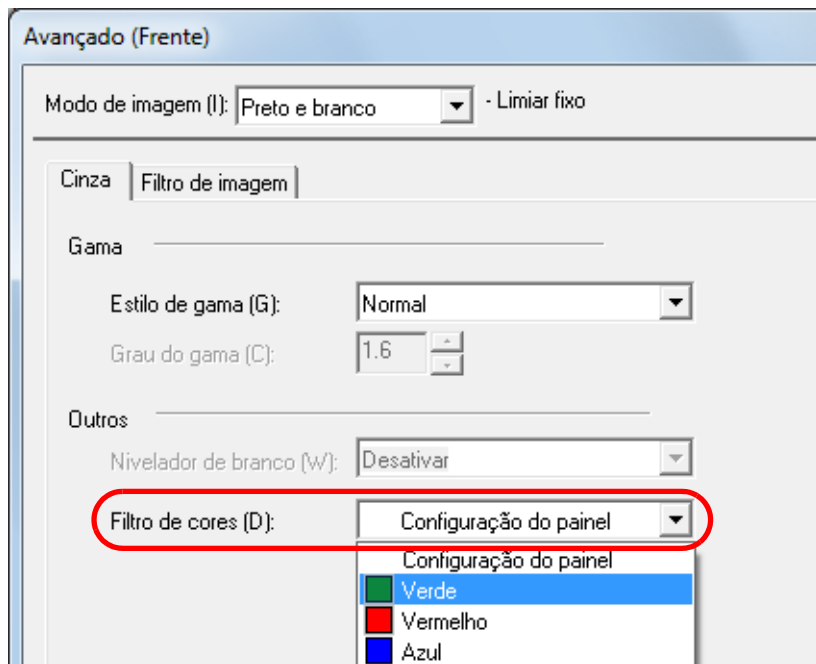 Avançado (Frente)
Modo de imagem (I): Preto e branco - Limiar fixo
Cinza Filtro de imagem
Gama
Estilo de gama (G): Normal
Grau do gama (C): 1.6
Outros
Nivelador de branco (W): Desativar
Filtro de cores (D): Configuração do painel
Configuração do painel
Verde
Vermelho
Azul